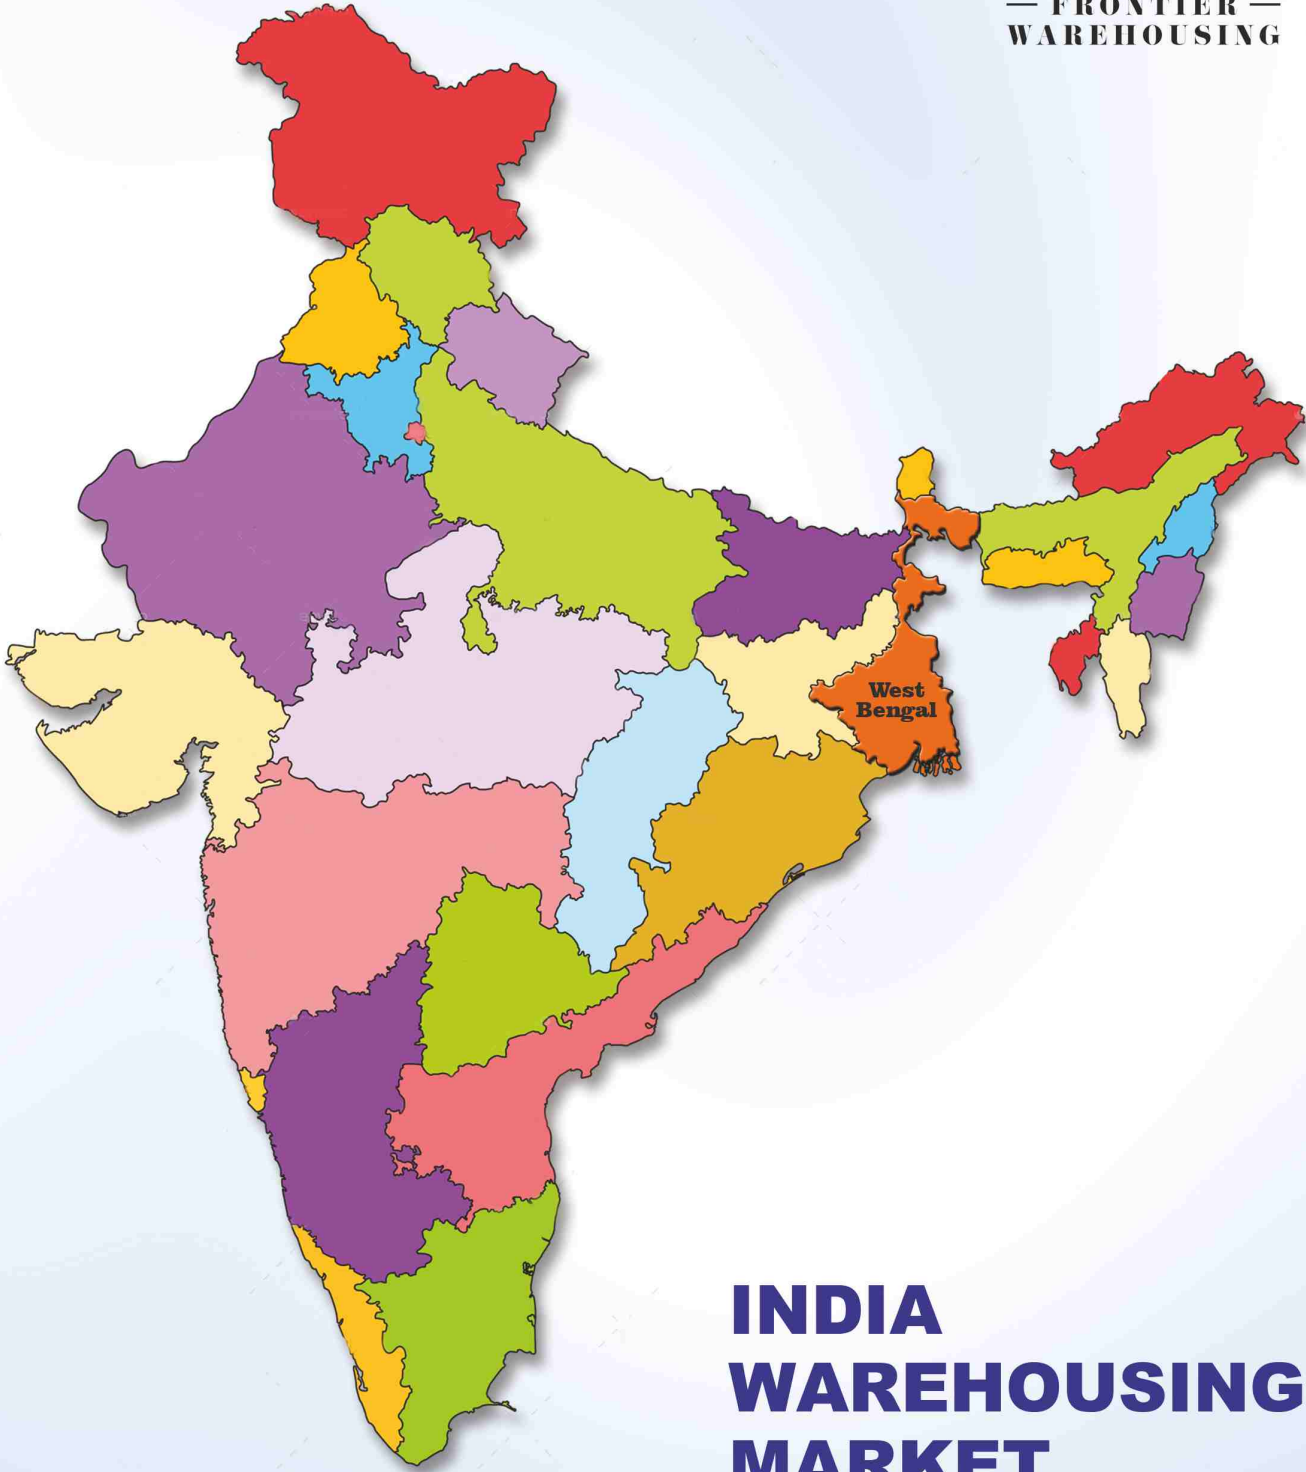 — FRONTIER —
WAREHOUSING
West
Bengal
INDIA
WAREHOUSING
MARKET